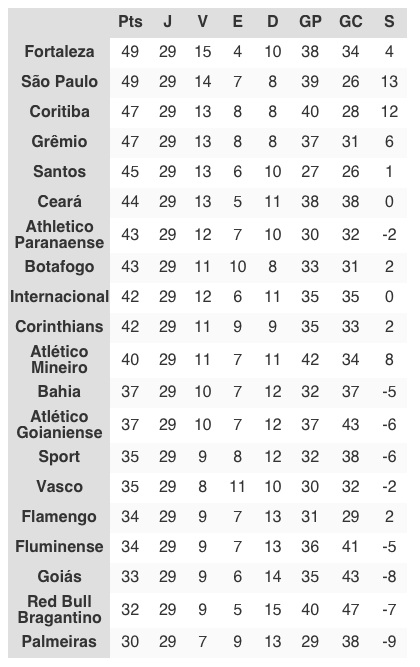 Pts J V E D GP GC S
Fortaleza 49 29 15 4 10 38 34 4
São Paulo 49 29 14 7 8 39 26 13
Coritiba 47 29 13 8 8 40 28 12
Grêmio 47 29 13 8 8 37 31 6
Santos 45 29 13 6 10 27 26 1
Ceará 44 29 13 5 11 38 38 0
Athletico
Paranaense 43 29 12 7 10 30 32 -2
Botafogo 43 29 11 10 8 33 31 2
Internacional 42 29 12 6 11 35 35 0
Corinthians 42 29 11 9 9 35 33 2
Atlético
Mineiro 40 29 11 7 11 42 34 8
Bahia 37 29 10 7 12 32 37 -5
Atlético
Goianiense 37 29 10 7 12 37 43 -6
Sport 35 29 9 8 12 32 38 -6
Vasco 35 29 8 11 10 30 32 -2
Flamengo 34 29 9 7 13 31 29 2
Fluminense 34 29 9 7 13 36 41 -5
Goiás 33 29 9 6 14 35 43 -8
Red Bull
Bragantino 32 29 9 5 15 40 47 -7
Palmeiras 30 29 7 9 13 29 38 -9